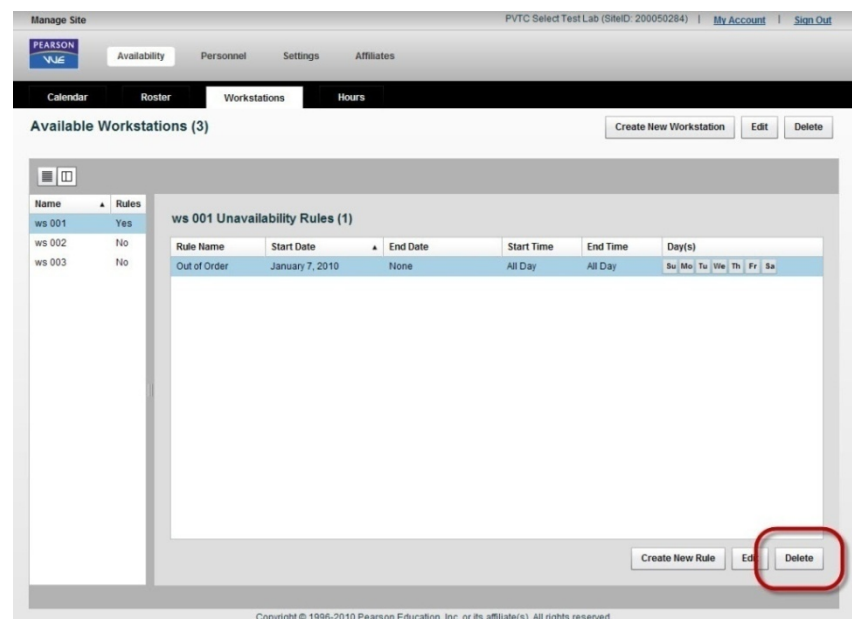 Manage Site PVTC Select Test Lab (SiteID: 200050284) | My Account | Sign Out
PEARSON
VUE
Availability Personnel Settings Affiliates
Calendar Roster Workstations Hours
Available Workstations (3) Create New Workstation Edit Delete
Name Rules
ws 001 Yes
ws 002 No
ws 003 No
ws 001 Unavailability Rules (1)
Rule Name Start Date End Date Start Time End Time Day(s)
Out of Order January 7, 2010 None All Day All Day Su Mo Tu We Th Fr Sa
Create New Rule Edit Delete
Copyright © 1996-2010 Pearson Education, Inc. or its affiliate(s). All rights reserved.